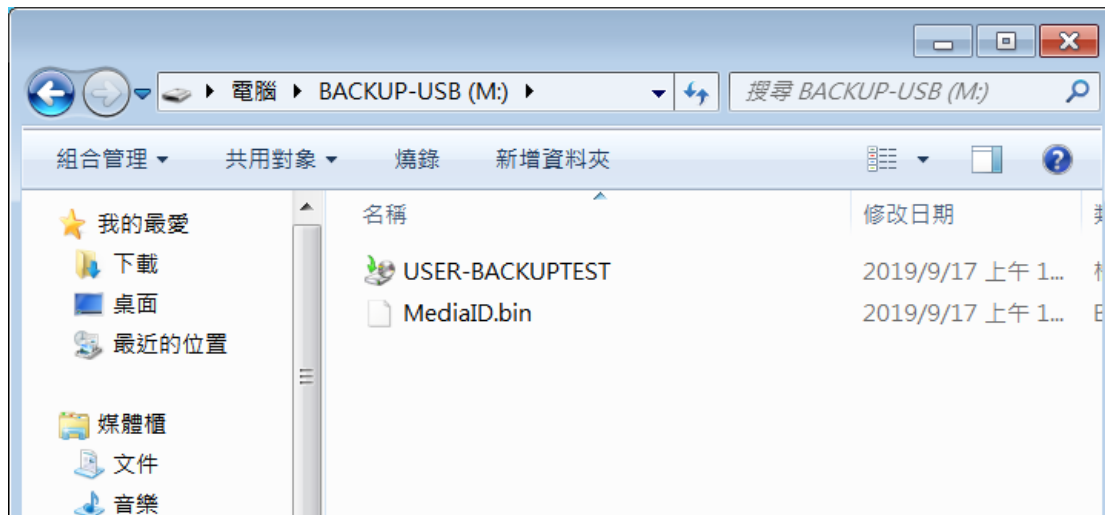 電腦 BACKUP-USB (M:)
搜尋 BACKUP-USB (M:)
組合管理 共用對象 燒錄 新增資料夾
我的最愛
下載
桌面
最近的位置
媒體櫃
文件
音樂
名稱 修改日期
USER-BACKUPTEST 2019/9/17 上午 1...
MediaID.bin 2019/9/17 上午 1...